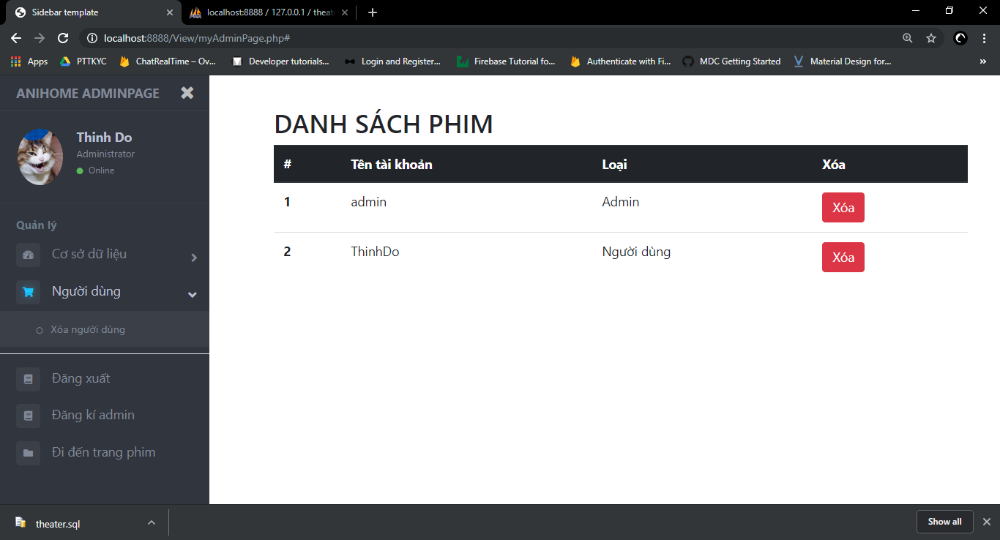 Sidebar template
localhost:8888 / 127.0.0.1 / theat
localhost:8888/View/myAdminPage.php#
Apps
PTTKYC
ChatRealTime – Ov...
Developer tutorials...
Login and Register...
Firebase Tutorial fo...
Authenticate with Fi...
MDC Getting Started
Material Design for...
»
ANIHOME ADMINPAGE
Thinh Do
Administrator
Online
Quản lý
Cơ sở dữ liệu
Người dùng
Xóa người dùng
Đăng xuất
Đăng kí admin
Đi đến trang phim
DANH SÁCH PHIM
# Tên tài khoản Loại Xóa
1 admin Admin Xóa
2 ThinhDo Người dùng Xóa
theater.sql
Show all